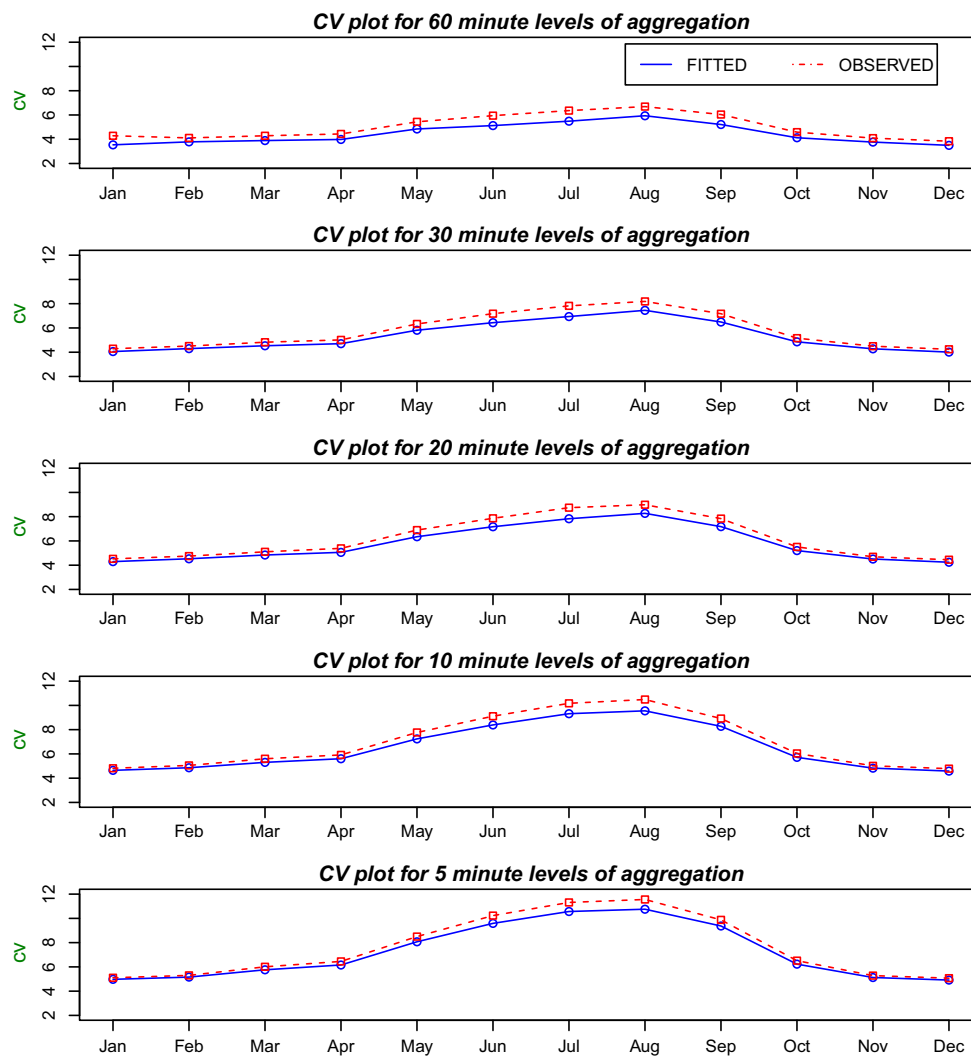 CV plot for 60 minute levels of aggregation
12
8
6
4
2
CV
FITTED OBSERVED
Jan Feb Mar Apr May Jun Jul Aug Sep Oct Nov Dec
CV plot for 30 minute levels of aggregation
12
8
6
4
2
CV
Jan Feb Mar Apr May Jun Jul Aug Sep Oct Nov Dec
CV plot for 20 minute levels of aggregation
12
8
6
4
2
CV
Jan Feb Mar Apr May Jun Jul Aug Sep Oct Nov Dec
CV plot for 10 minute levels of aggregation
12
8
6
4
2
CV
Jan Feb Mar Apr May Jun Jul Aug Sep Oct Nov Dec
CV plot for 5 minute levels of aggregation
12
8
6
4
2
CV
Jan Feb Mar Apr May Jun Jul Aug Sep Oct Nov Dec